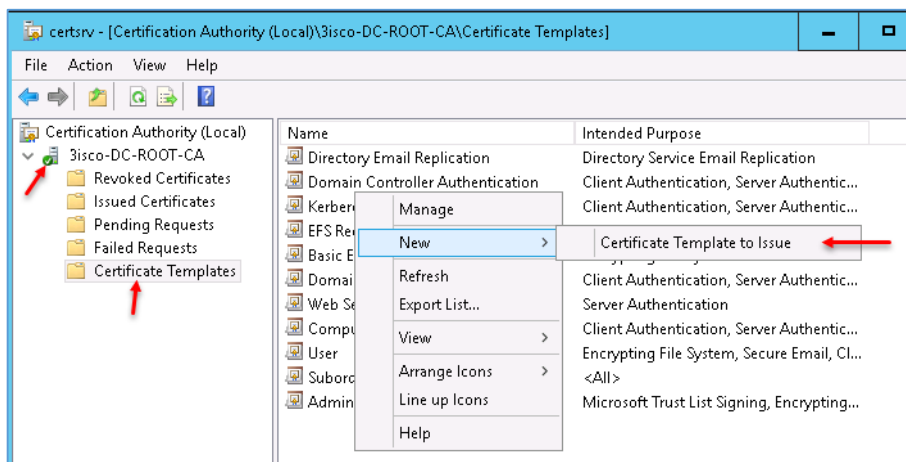 certsrv - [Certification Authority (Local)\3isco-DC-ROOT-CA\Certificate Templates]
File Action View Help
Certification Authority (Local)
3isco-DC-ROOT-CA
Revoked Certificates
Issued Certificates
Pending Requests
Failed Requests
Certificate Templates
Name Intended Purpose
Directory Email Replication Directory Service Email Replication
Domain Controller Authentication Client Authentication, Server Authentic...
Client Authentication, Server Authentic...
EFS
Basic
Client Authentication, Server Authentic...
Web Server Authentication
Client Authentication, Server Authentic...
User Encrypting File System, Secure Email, Cl...
<All>
Admin Microsoft Trust List Signing, Encrypting...
Manage
New
Refresh
Export List...
View
Arrange Icons
Line up Icons
Help
Certificate Template to Issue